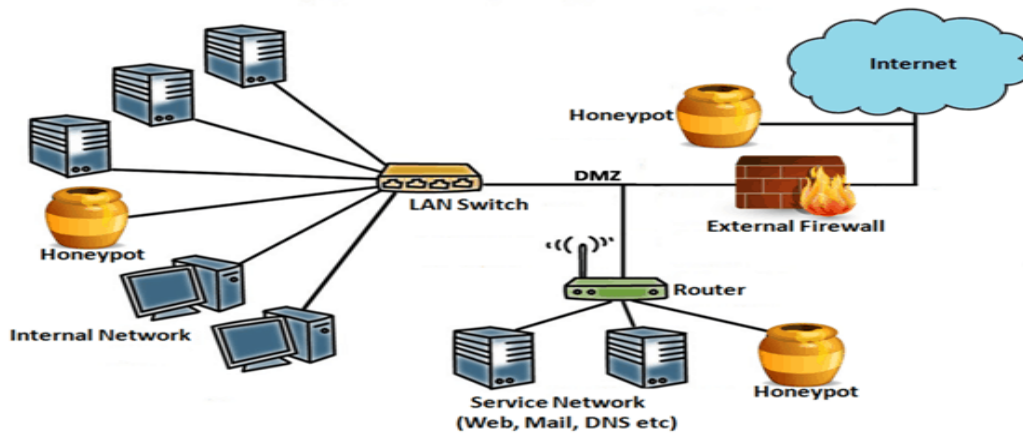 Internet
Honeypot
DMZ
LAN Switch
External Firewall
Honeypot
Router
Internal Network
Honeypot
Service Network
(Web, Mail, DNS etc)